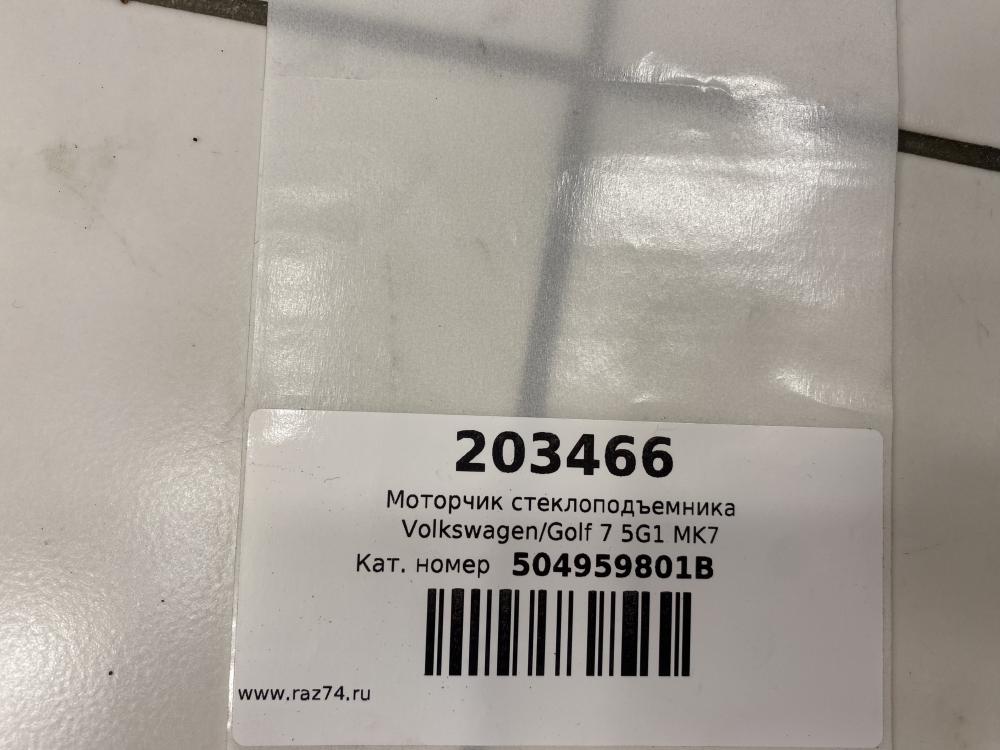 203466
Моторчик стеклоподъемника
Volkswagen/Golf 7 5G1 MK7
Кат. номер 504959801B
www.raz74.ru